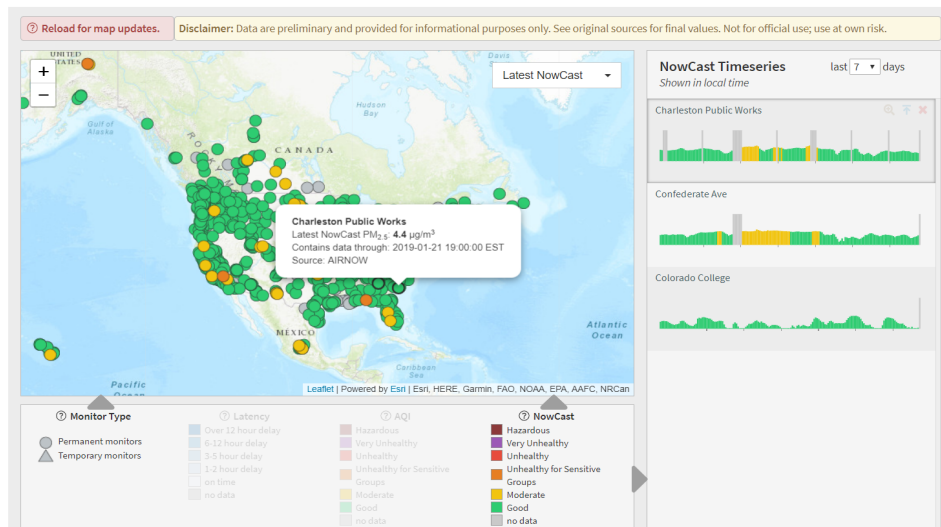 Reload for map updates.
Disclaimer: Data are preliminary and provided for informational purposes only. See original sources for final values. Not for official use; use at own risk.
UNITED
STATES
Davis
+
−
Latest NowCast
Hudson
Bay
Gulf of
Alaska
CANADA
Charleston Public Works
Latest NowCast PM2.5: 4.4 µg/m³
Contains data through: 2019-01-21 19:00:00 EST
Source: AIRNOW
MÉXICO
Atlantic
Ocean
Caribbean
Sea
Pacific
Ocean
Leaflet | Powered by Esri | Esri, HERE, Garmin, FAO, NOAA, EPA, AAFC, NRCan
NowCast Timeseries
last 7 days
Shown in local time
Charleston Public Works
Confederate Ave
Colorado College
Monitor Type
Permanent monitors
Temporary monitors
Latency
Over 12 hour delay
6-12 hour delay
3-5 hour delay
1-2 hour delay
on time
no data
AQI
Hazardous
Very Unhealthy
Unhealthy
Unhealthy for Sensitive
Groups
Moderate
Good
no data
NowCast
Hazardous
Very Unhealthy
Unhealthy
Unhealthy for Sensitive
Groups
Moderate
Good
no data